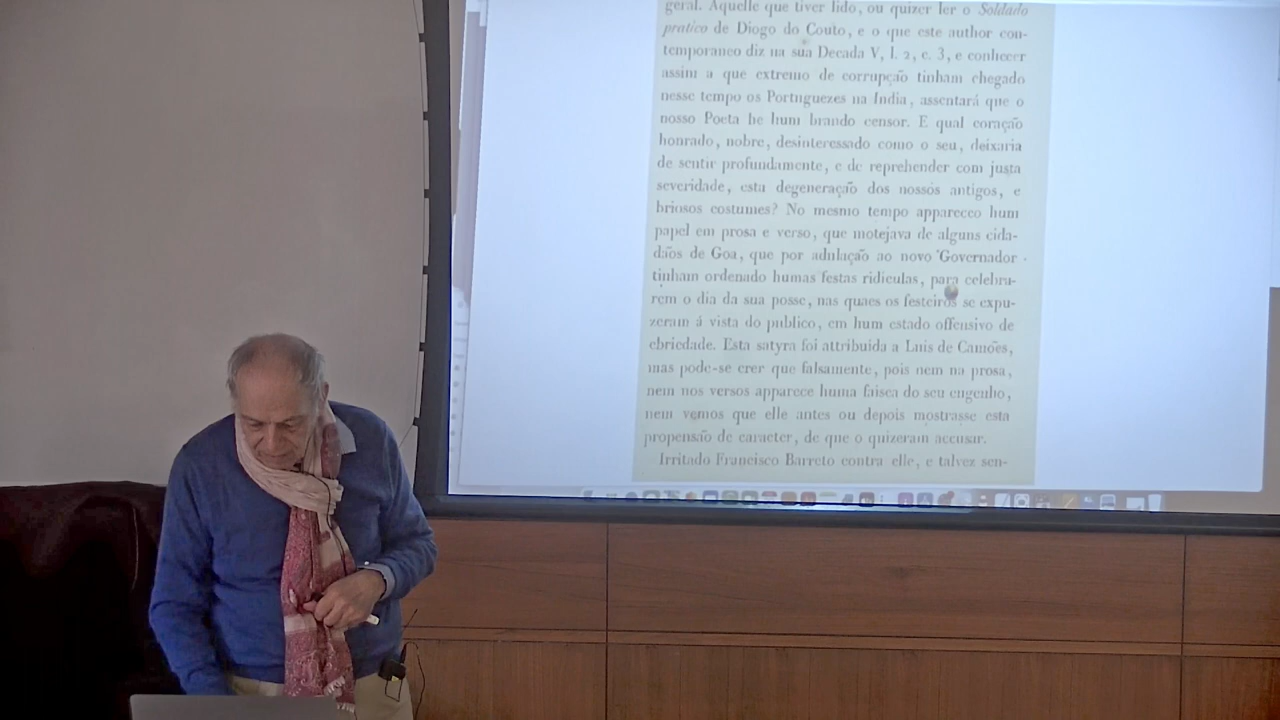 geral. Aquelle que tiver lido, ou quizer ler o Soldado
pratico de Diogo do Couto, e o que este author con-
temporaneo diz na sua Decada V, l. 2, c. 3, e conhecer
assim a que extremo de corrupção tinham chegado
nesse tempo os Portuguezes na India, assentará que o
nosso Poeta he hum brando censor. E qual coração
honrado, nobre, desinteressado como o seu, deixaria
de sentir profundamente, e de reprehender com justa
severidade, esta degeneração dos nossos antigos, e
briosos costumes? No mesmo tempo appareceo hum
papel em prosa e verso, que motejava de alguns cida-
dãos de Goa, que por adulação ao novo Governador
tinham ordenado humas festas ridiculas, para celebra-
rem o dia da sua posse, nas quaes os festeiros se expu-
zeram á vista do publico, em hum estado offensivo de
ebriedade. Esta satyra foi attribuida a Luis de Camões,
mas pode-se crer que falsamente, pois nem na prosa,
nem nos versos apparece huma faisca do seu engenho,
nem vemos que elle antes ou depois mostrasse esta
propensão de caracter, de que o quizeram accusar.
Irritado Francisco Barreto contra elle, e talvez sen-